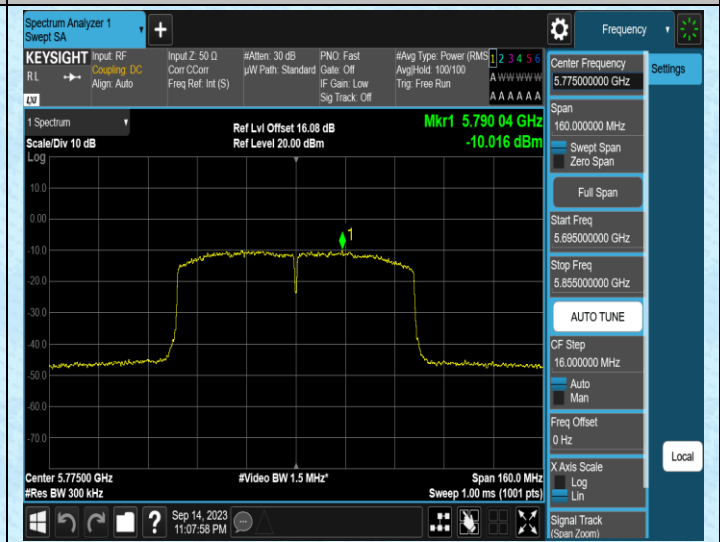 Spectrum Analyzer 1
Swept SA
Frequency
KEYSIGHT
RL
LXI
Input: RF
Coupling: DC
Align: Auto
Input Z: 50 Ω
Corr CCorr
Freq Ref: Int (S)
#Atten: 30 dB
µW Path: Standard
PNO: Fast
Gate: Off
IF Gain: Low
Sig Track: Off
#Avg Type: Power (RMS
Avg|Hold: 100/100
Trig: Free Run
1 2 3 4 5 6
A W W W W W
A A A A A A
1 Spectrum
Scale/Div 10 dB
Ref Lvl Offset 16.08 dB
Ref Level 20.00 dBm
Mkr1 5.790 04 GHz
-10.016 dBm
Log
10.0
0.00
-10.0
-20.0
-30.0
-40.0
-50.0
-60.0
-70.0
1
Center 5.77500 GHz
#Res BW 300 kHz
#Video BW 1.5 MHz*
Span 160.0 MHz
Sweep 1.00 ms (1001 pts)
Sep 14, 2023
11:07:58 PM
?
Center Frequency
5.775000000 GHz
Settings
Span
160.000000 MHz
Swept Span
Zero Span
Full Span
Start Freq
5.695000000 GHz
Stop Freq
5.855000000 GHz
AUTO TUNE
CF Step
16.000000 MHz
Auto
Man
Freq Offset
0 Hz
X Axis Scale
Log
Lin
Signal Track
(Span Zoom)
Local